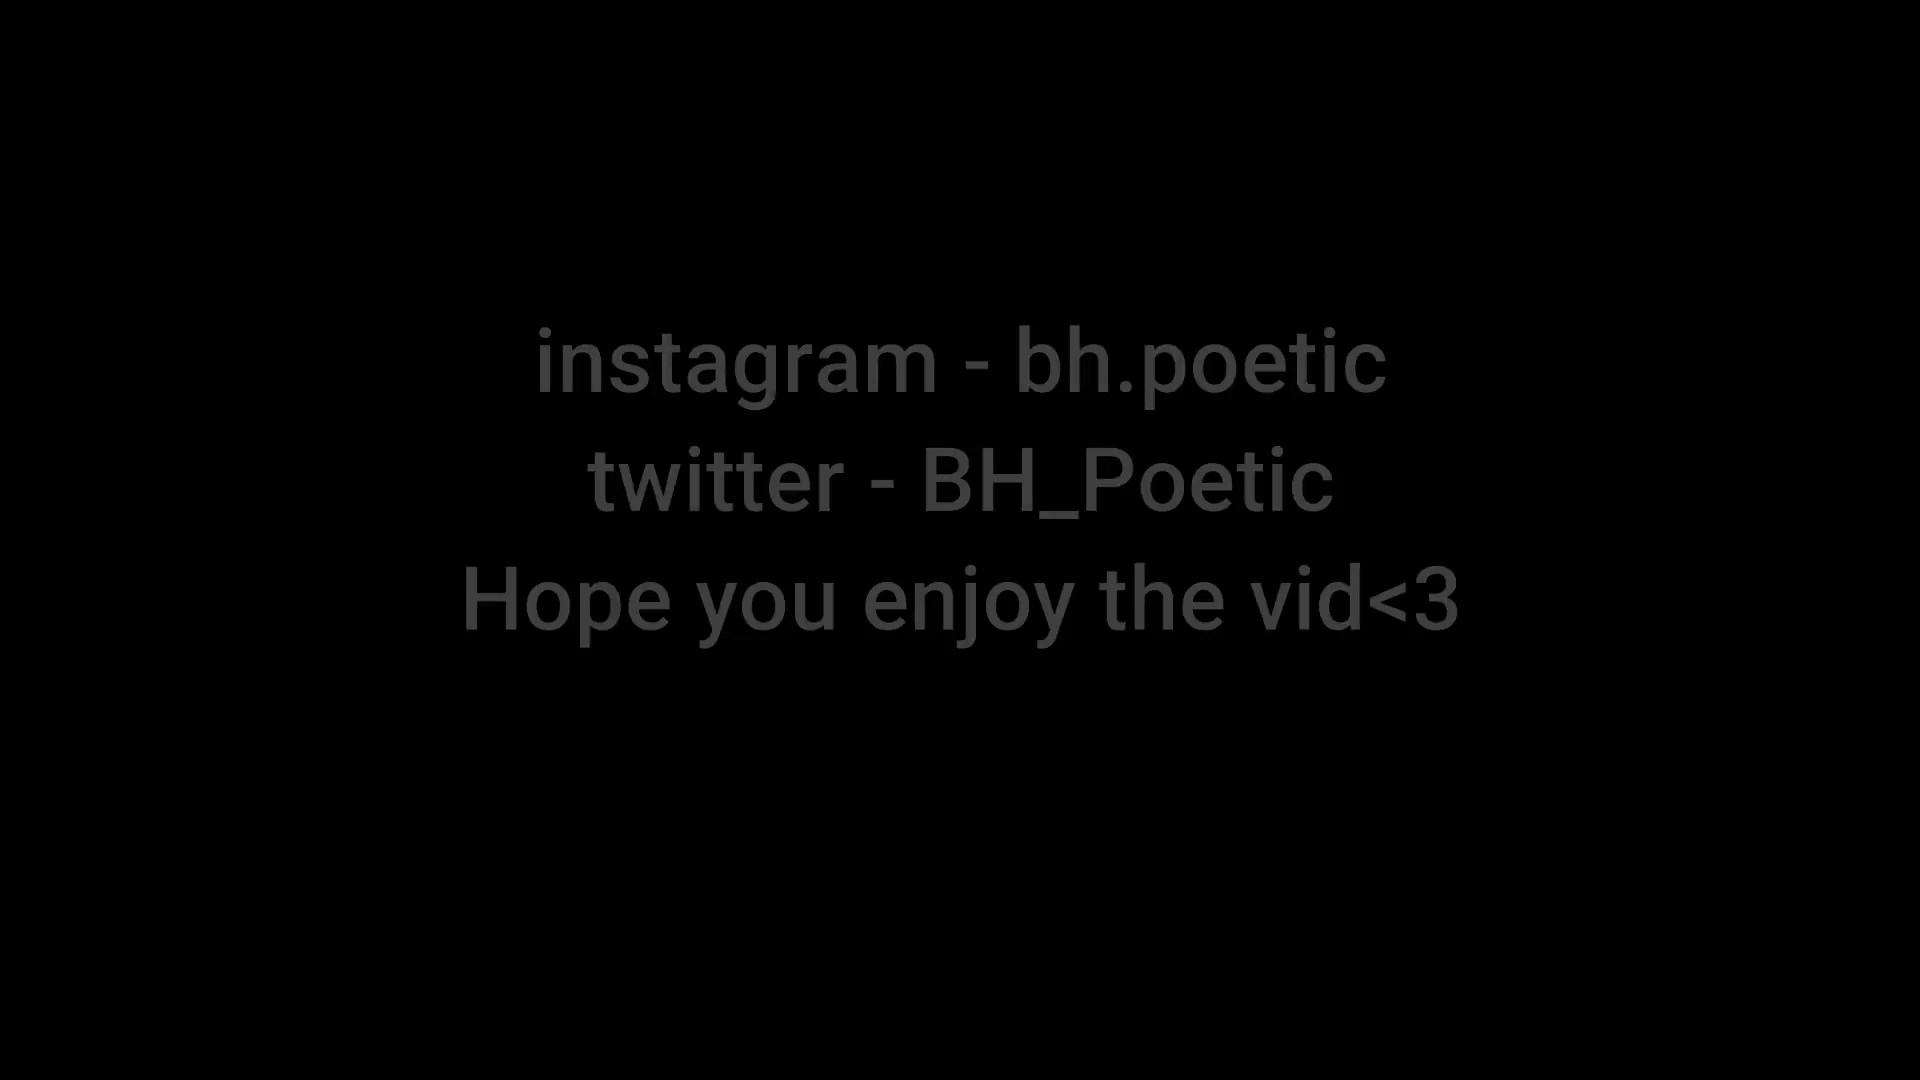 instagram - bh.poetic
twitter - BH_Poetic
Hope you enjoy the vid<3